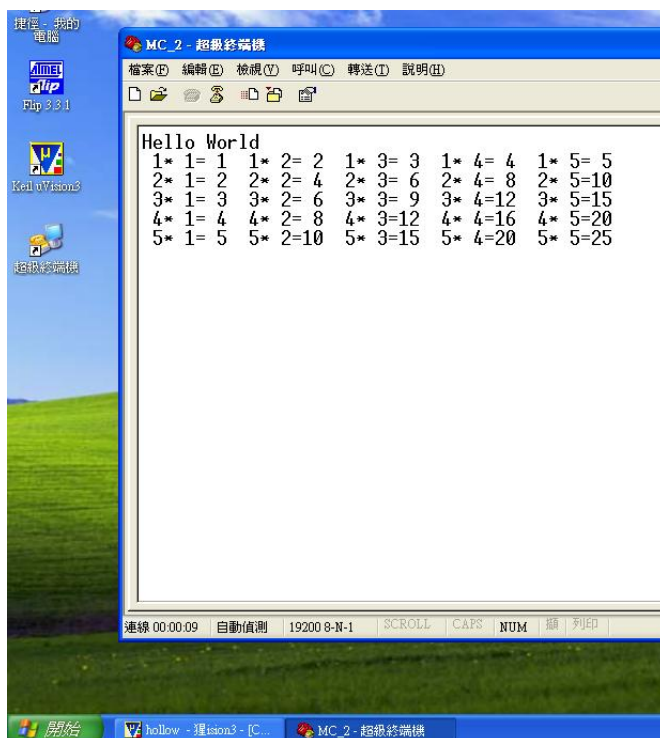 捷徑 - 我的
電腦
ATMEL
Flip
Flip 3.3.1
Keil uVision3
超級終端機
MC_2 - 超級終端機
檔案(F) 編輯(E) 檢視(V) 呼叫(C) 轉送(T) 說明(H)
Hello World
1* 1= 1 1* 2= 2 1* 3= 3 1* 4= 4 1* 5= 5
2* 1= 2 2* 2= 4 2* 3= 6 2* 4= 8 2* 5=10
3* 1= 3 3* 2= 6 3* 3= 9 3* 4=12 3* 5=15
4* 1= 4 4* 2= 8 4* 3=12 4* 4=16 4* 5=20
5* 1= 5 5* 2=10 5* 3=15 5* 4=20 5* 5=25
連線 00:00:09 自動偵測 19200 8-N-1 SCROLL CAPS NUM 擷 列印
開始 hollow - 猩ision3 - [C... MC_2 - 超級終端機